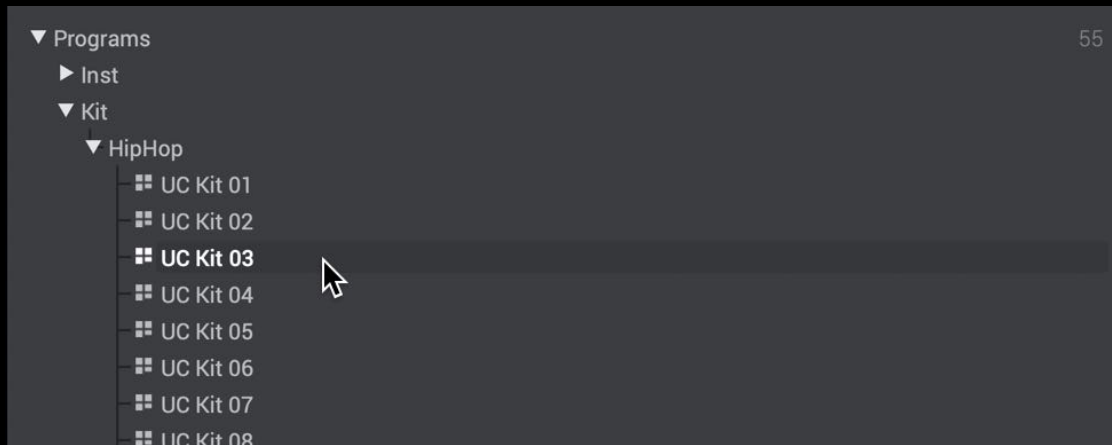 Programs 55
Inst
Kit
HipHop
UC Kit 01
UC Kit 02
UC Kit 03
UC Kit 04
UC Kit 05
UC Kit 06
UC Kit 07
UC Kit 08